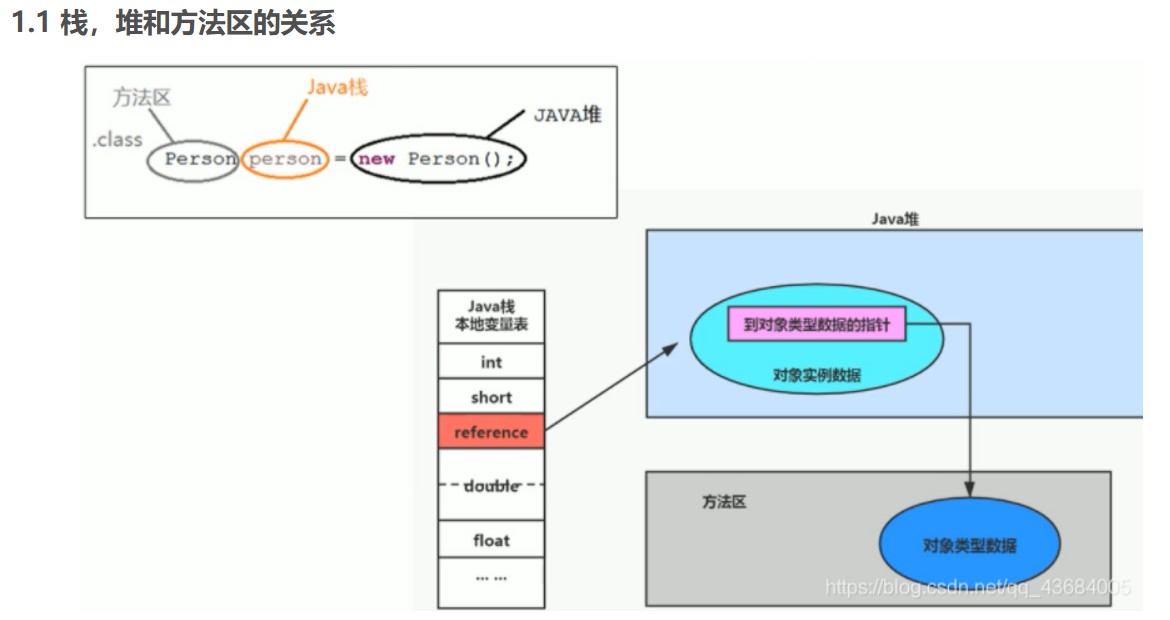 1.1 栈，堆和方法区的关系
方法区
Java栈
JAVA堆
.class
Person person = new Person();
Java堆
Java栈
本地变量表
int
short
reference
double
float
... ...
到对象类型数据的指针
对象实例数据
方法区
对象类型数据
https://blog.csdn.net/qq_43684005